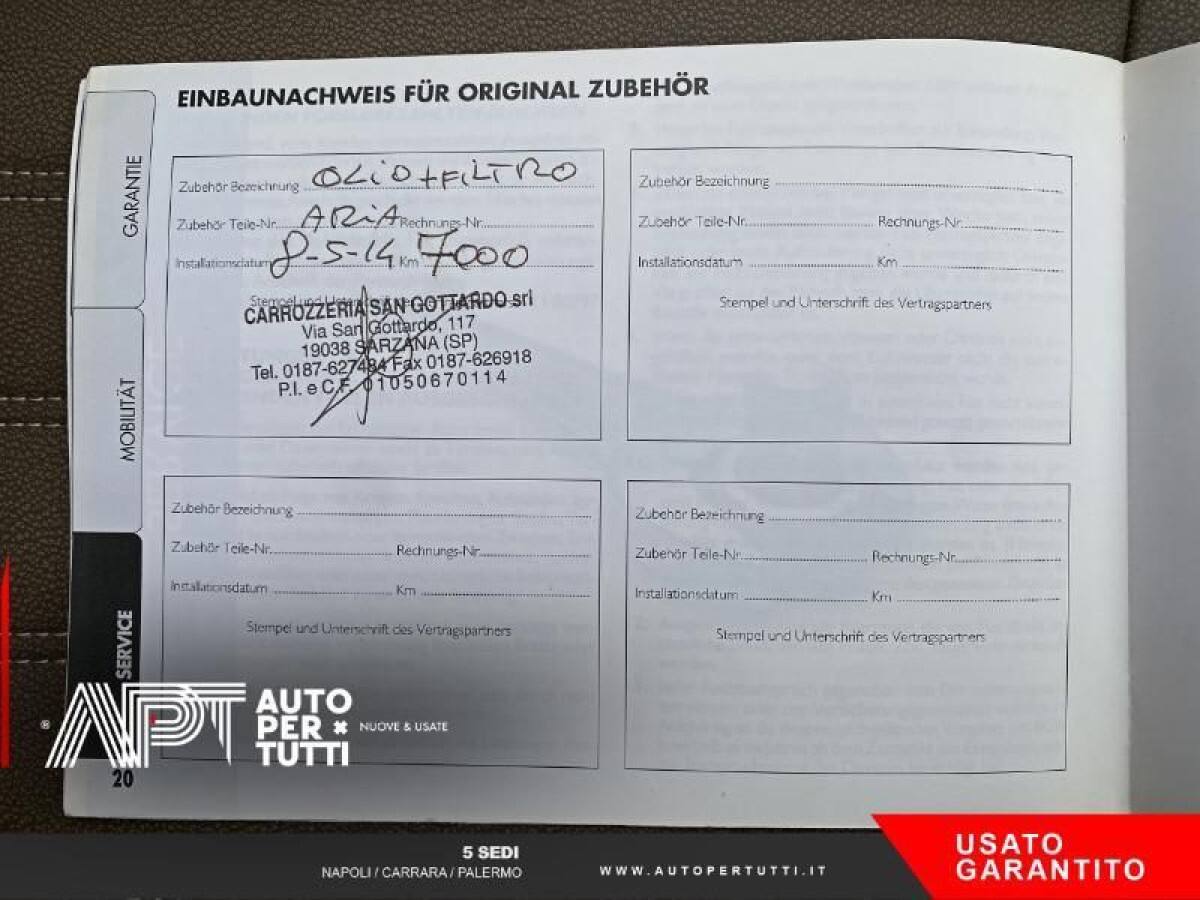 EINBAUNACHWEIS FÜR ORIGINAL ZUBEHÖR
GARANTIE
MOBILITÄT
SERVICE
Zubehör Bezeichnung OLiO + FiLTRO
Zubehör Teile-Nr. ARiA Rechnungs-Nr.
Installationsdatum 8-5-14 Km 7000
Stempel und
CARROZZERIA SAN GOTTARDO srl
Via San Gottardo, 117
19038 SARZANA (SP)
Tel. 0187-627484 Fax 0187-626918
P.I. e C.F. 01050670114
Zubehör Bezeichnung
Zubehör Teile-Nr. Rechnungs-Nr.
Installationsdatum Km
Stempel und Unterschrift des Vertragspartners
Zubehör Bezeichnung
Zubehör Teile-Nr. Rechnungs-Nr.
Installationsdatum Km
Stempel und Unterschrift des Vertragspartners
Zubehör Bezeichnung
Zubehör Teile-Nr. Rechnungs-Nr.
Installationsdatum Km
Stempel und Unterschrift des Vertragspartners
20
® APT
AUTO
PER
TUTTI
NUOVE & USATE
5 SEDI
NAPOLI / CARRARA / PALERMO
WWW.AUTOPERTUTTI.IT
USATO
GARANTITO